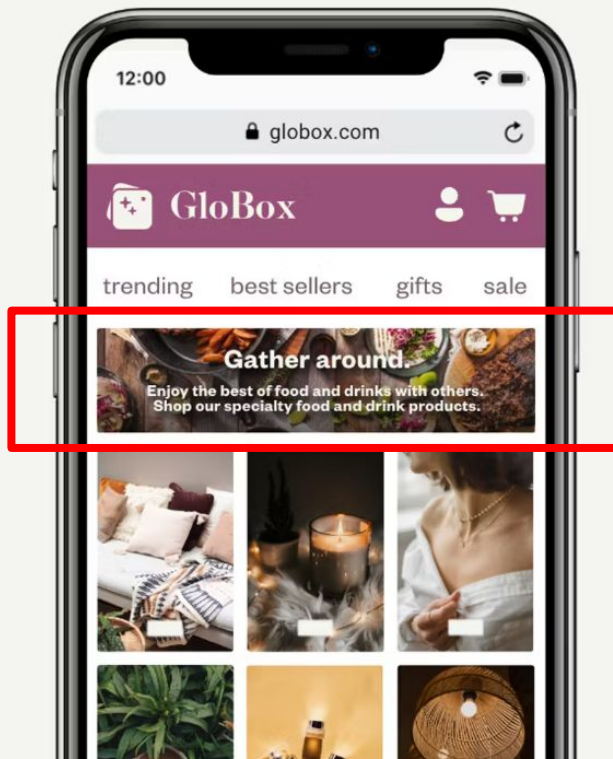 12:00
globox.com
GloBox
trending best sellers gifts sale
Gather around.
Enjoy the best of food and drinks with others.
Shop our specialty food and drink products.